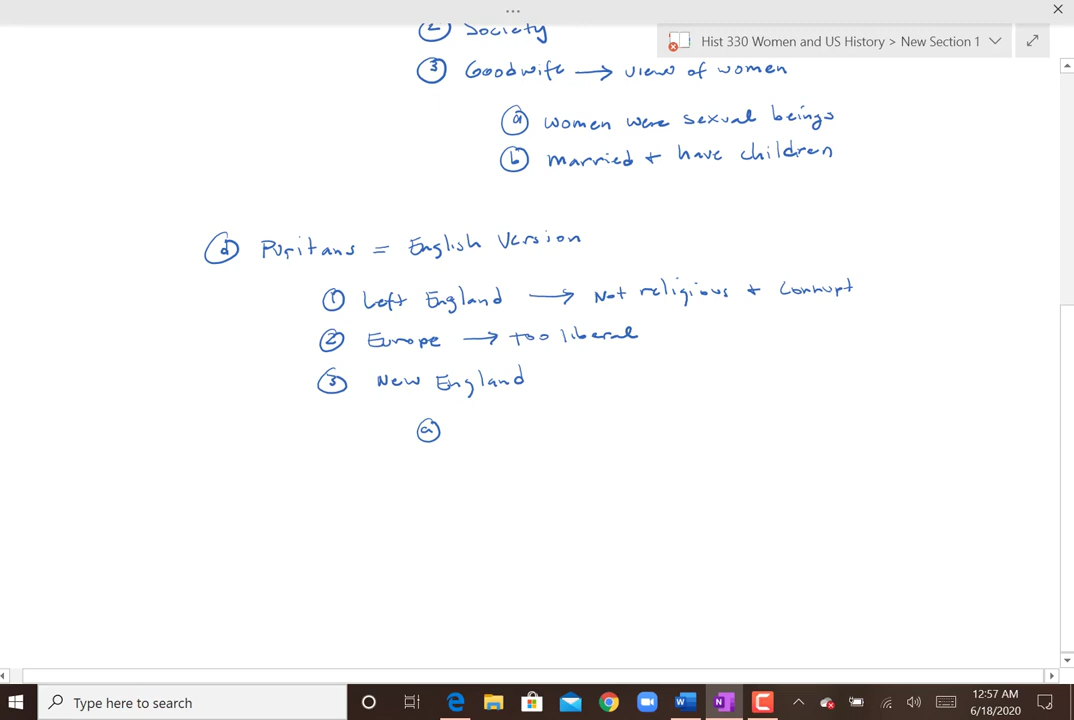 ② Society
Hist 330 Women and US History > New Section 1
③ Goodwife → view of women
ⓐ women were sexual beings
ⓑ married + have children
ⓓ Puritans = English Version
① Left England → Not religious + corrupt
② Europe → too liberal
③ New England
ⓐ
Type here to search
12:57 AM
6/18/2020